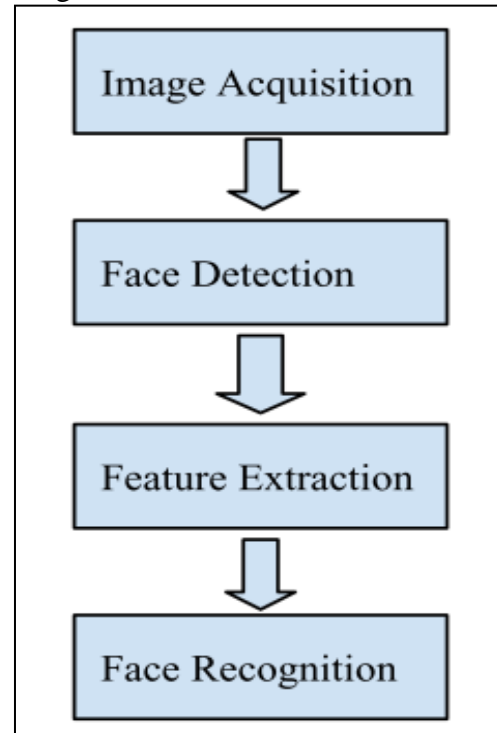 Image Acquisition
Face Detection
Feature Extraction
Face Recognition